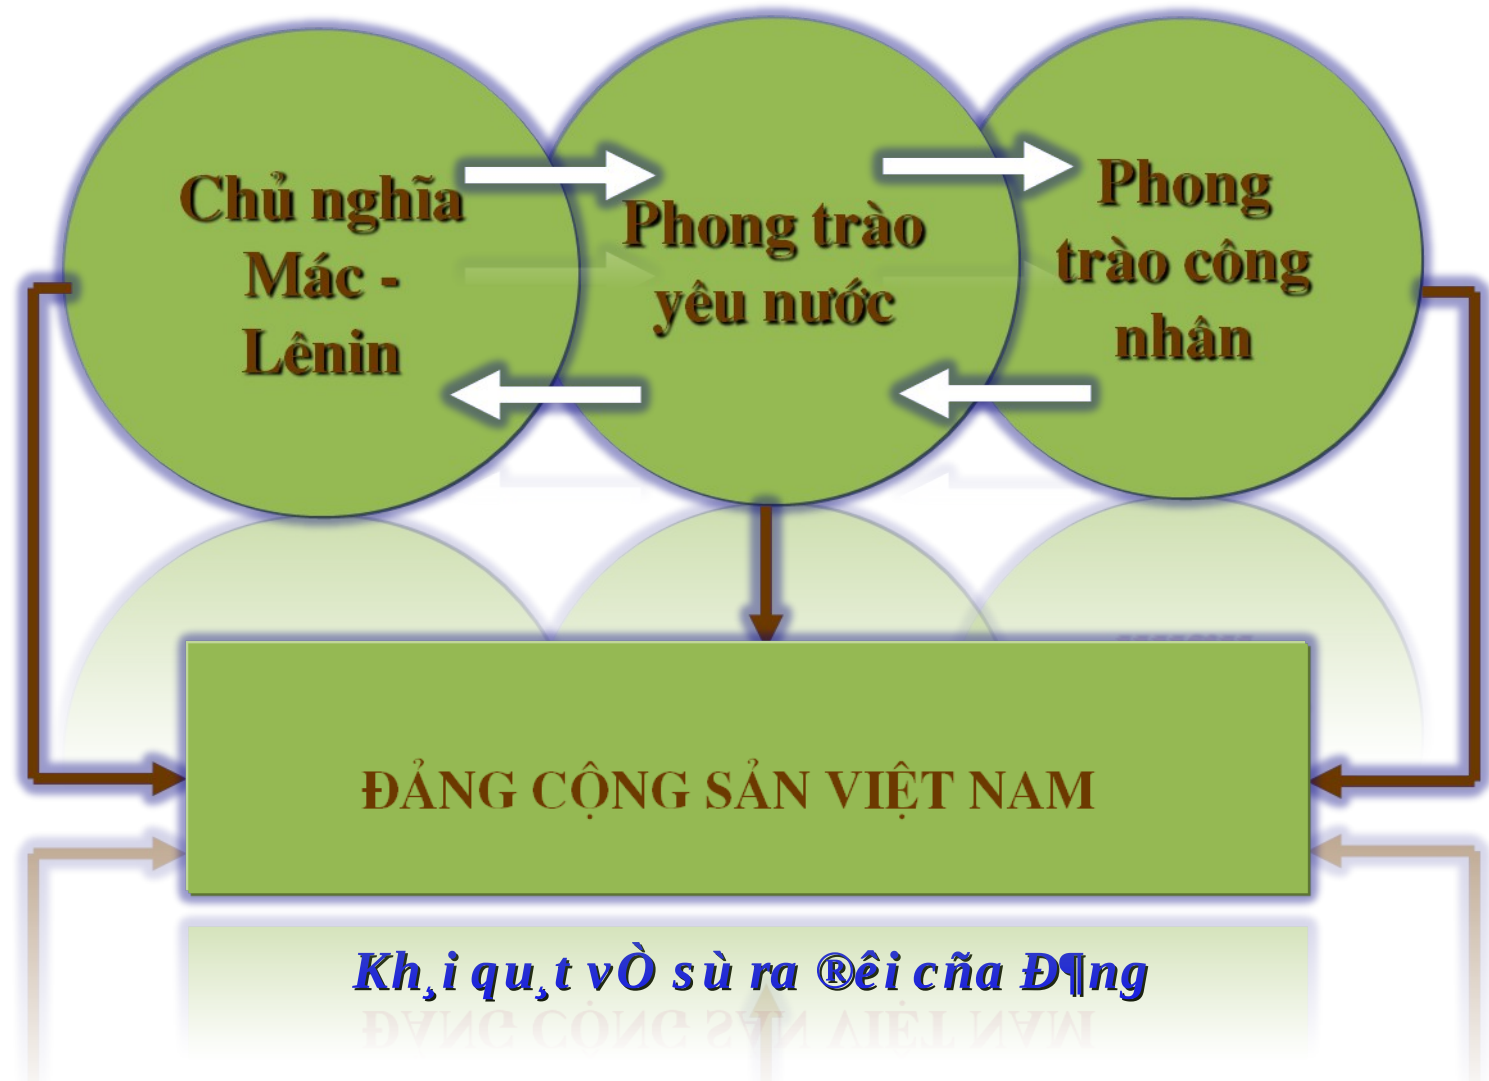 Chủ nghĩa
Mác -
Lênin
Phong trào
yêu nước
Phong
trào công
nhân
ĐẢNG CỘNG SẢN VIỆT NAM
Kh¸i qu¸t vÒ sù ra ®êi cña Ð¶ng